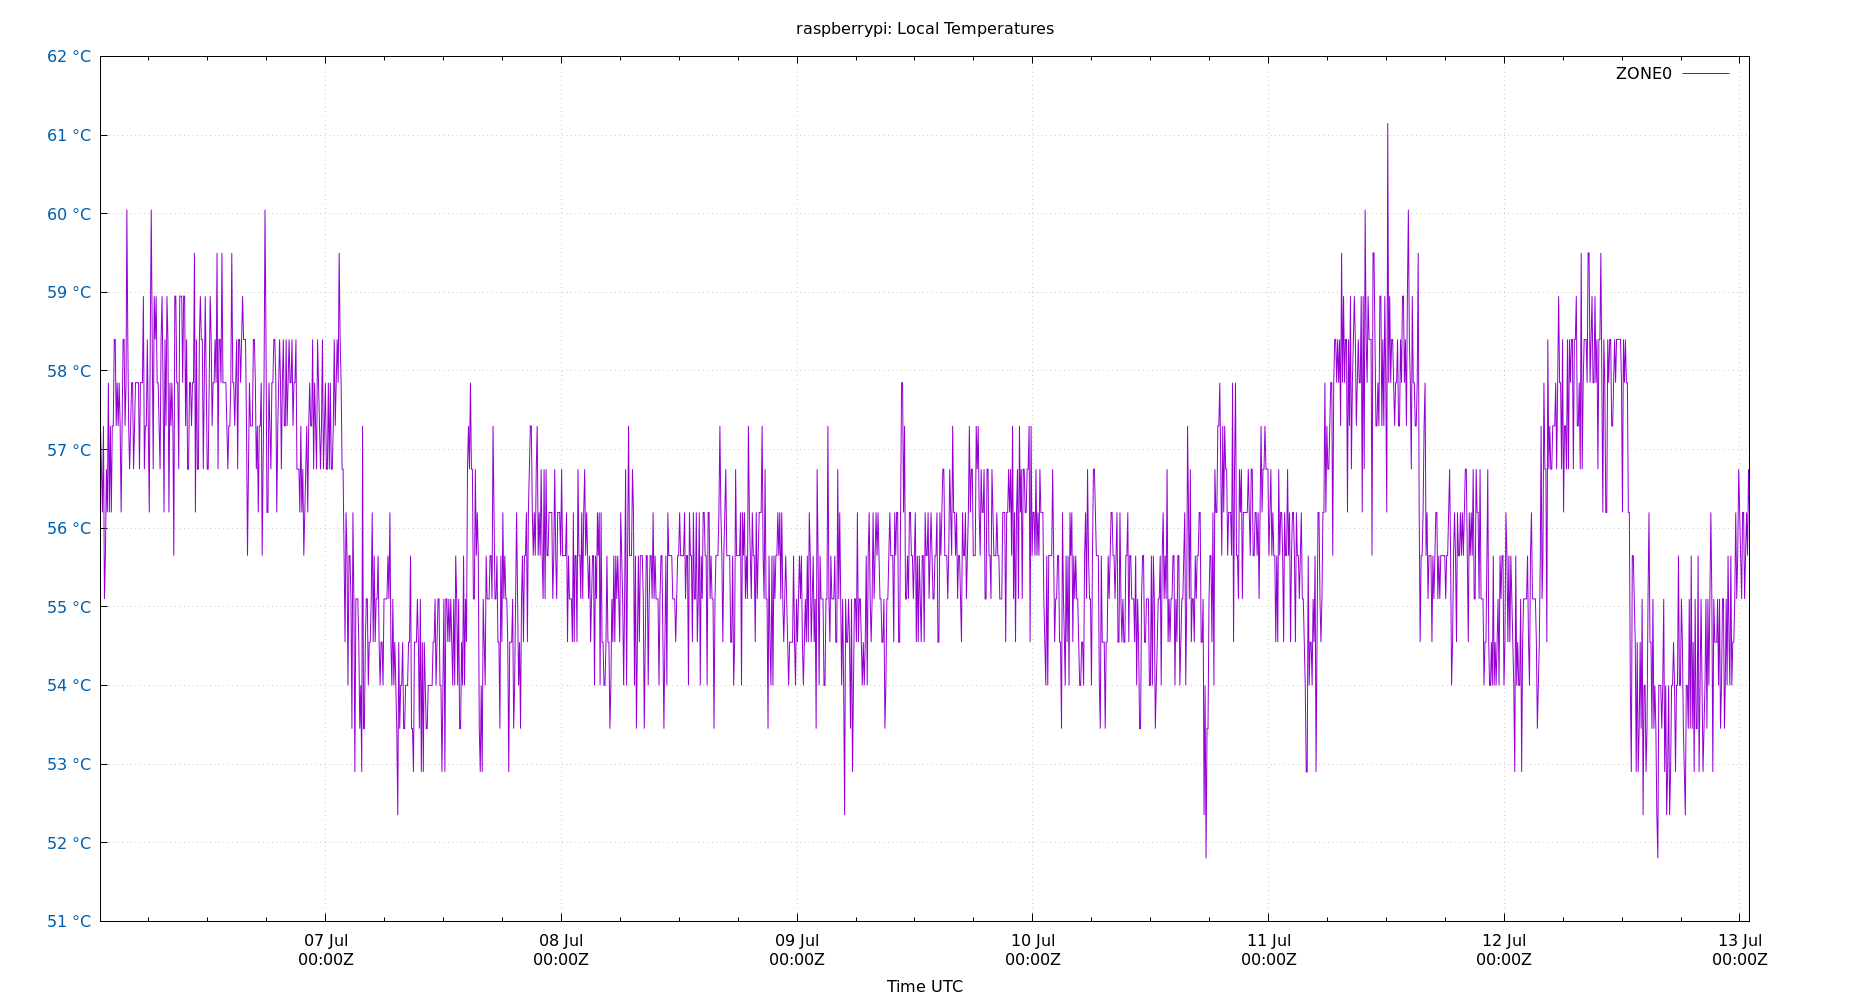 raspberrypi: Local Temperatures
62 °C
ZONE0
61 °C
60 °C
59 °C
58 °C
57 °C
56 °C
55 °C
54 °C
53 °C
52 °C
51 °C
07 Jul 08 Jul 09 Jul 10 Jul 11 Jul 12 Jul 13 Jul
00:00Z 00:00Z 00:00Z 00:00Z 00:00Z 00:00Z 00:00Z
Time UTC